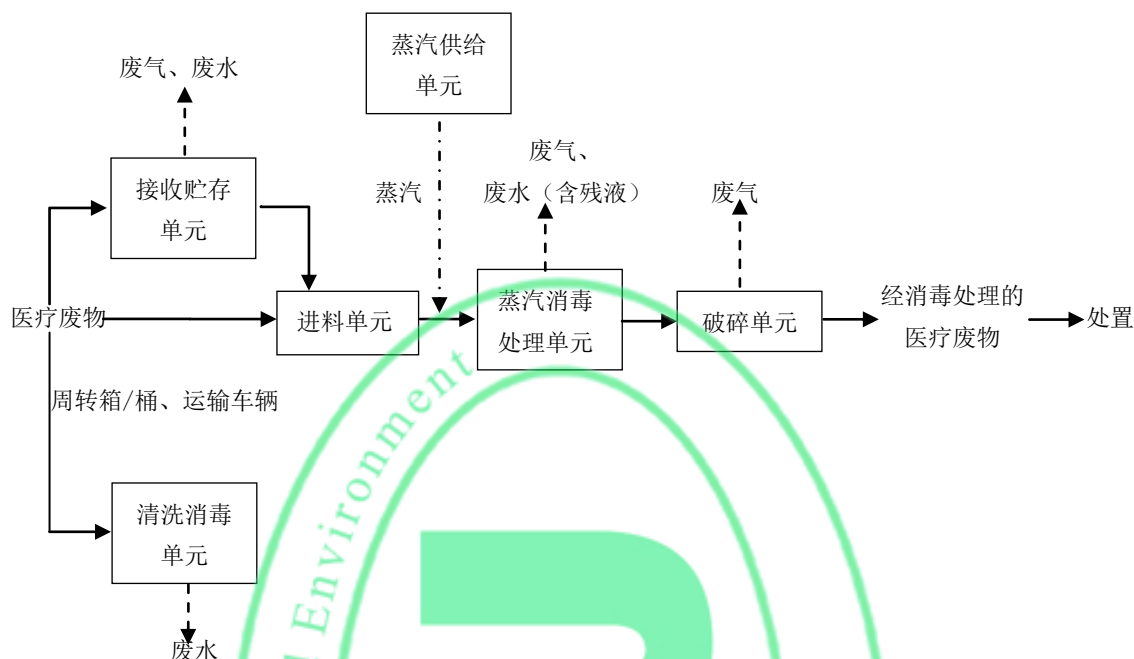 蒸汽供给
单元
废气、废水
废气、
废水（含残液）
接收贮存
单元
蒸汽
废气
医疗废物
进料单元
蒸汽消毒
处理单元
破碎单元
经消毒处理的
医疗废物
处置
周转箱/桶、运输车辆
清洗消毒
单元
废水
Environment